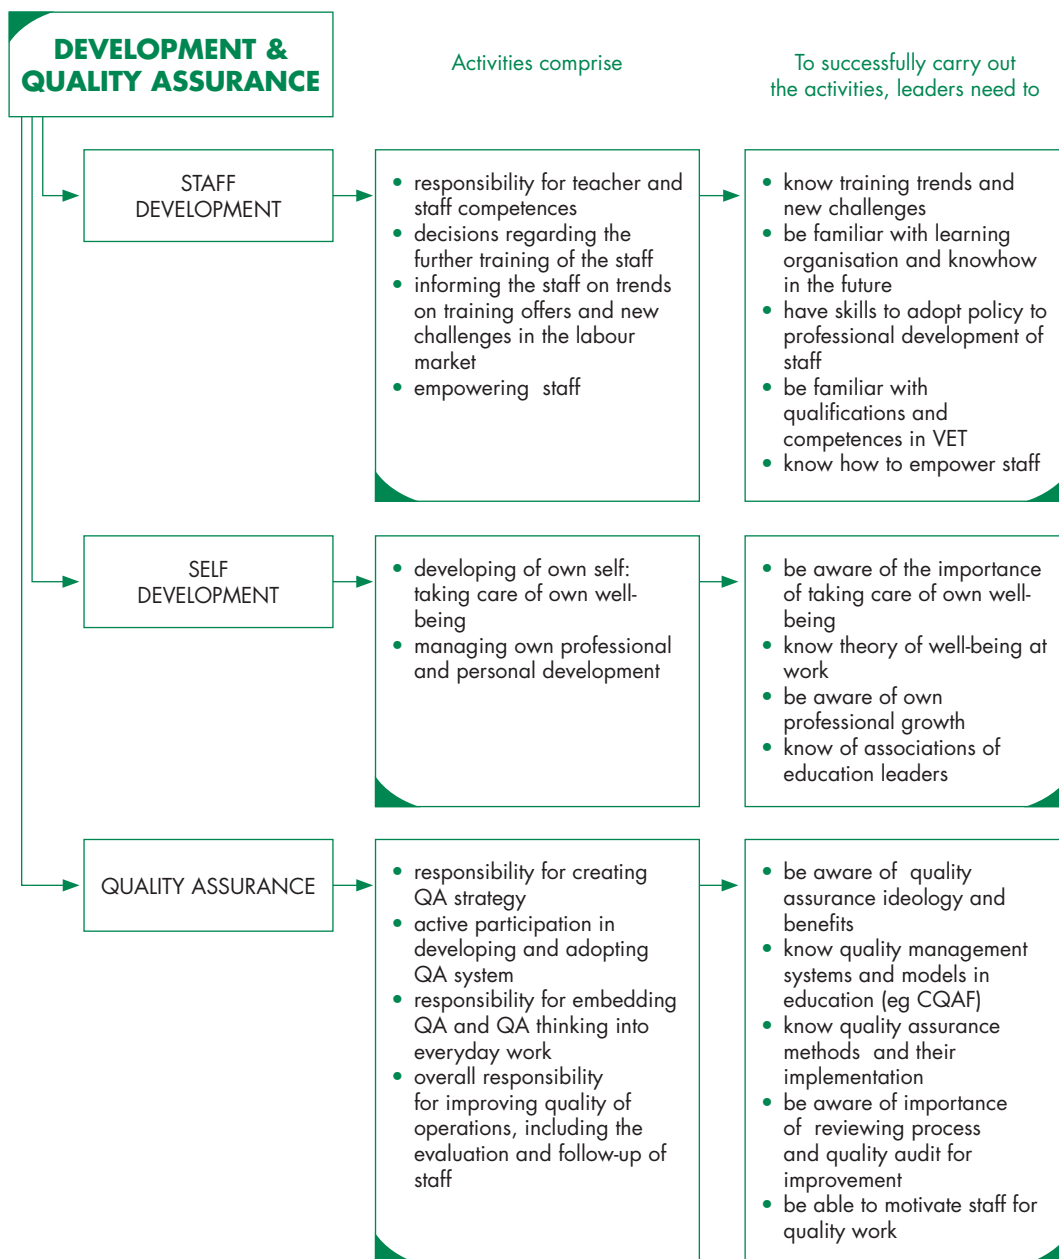 DEVELOPMENT &
QUALITY ASSURANCE
Activities comprise
To successfully carry out
the activities, leaders need to
STAFF
DEVELOPMENT
• responsibility for teacher and
staff competences
• decisions regarding the
further training of the staff
• informing the staff on trends
on training offers and new
challenges in the labour
market
• empowering staff
• know training trends and
new challenges
• be familiar with learning
organisation and knowhow
in the future
• have skills to adopt policy to
professional development of
staff
• be familiar with
qualifications and
competences in VET
• know how to empower staff
SELF
DEVELOPMENT
• developing of own self:
taking care of own well-
being
• managing own professional
and personal development
• be aware of the importance
of taking care of own well-
being
• know theory of well-being at
work
• be aware of own
professional growth
• know of associations of
education leaders
QUALITY ASSURANCE
• responsibility for creating
QA strategy
• active participation in
developing and adopting
QA system
• responsibility for embedding
QA and QA thinking into
everyday work
• overall responsibility
for improving quality of
operations, including the
evaluation and follow-up of
staff
• be aware of quality
assurance ideology and
benefits
• know quality management
systems and models in
education (eg CQAF)
• know quality assurance
methods and their
implementation
• be aware of importance
of reviewing process
and quality audit for
improvement
• be able to motivate staff for
quality work